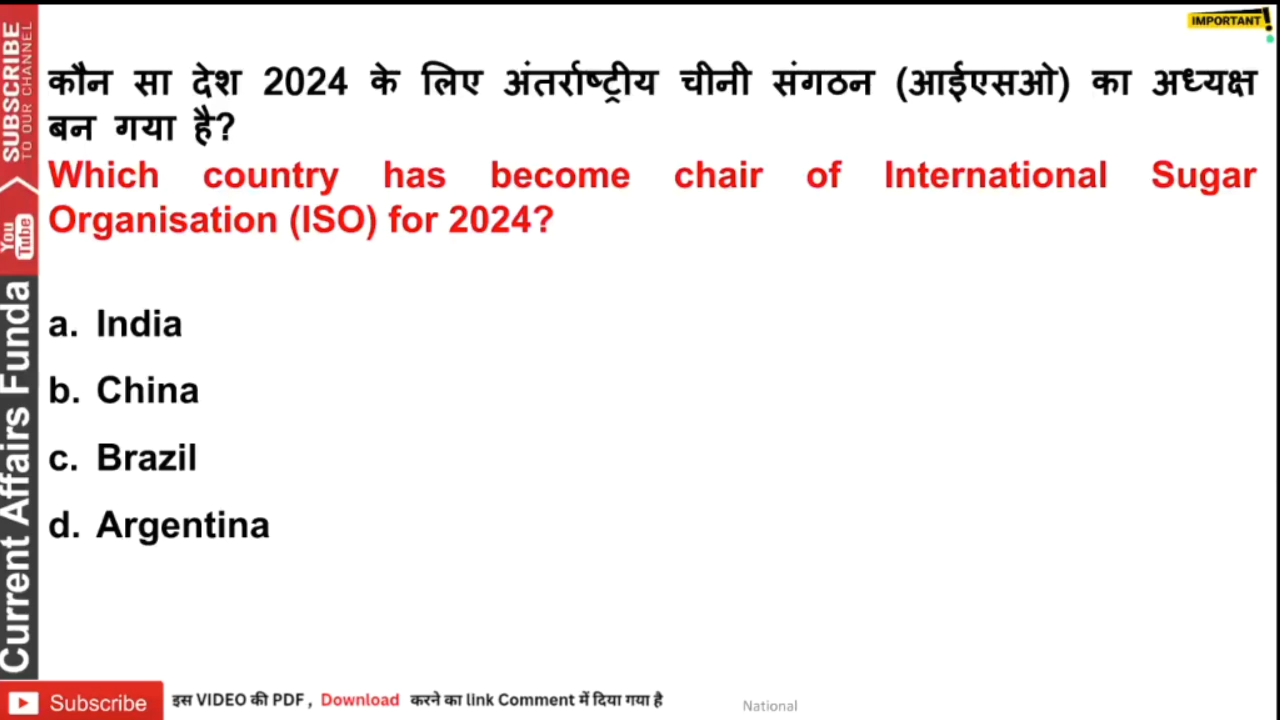 IMPORTANT !
कौन सा देश 2024 के लिए अंतर्राष्ट्रीय चीनी संगठन (आईएसओ) का अध्यक्ष
बन गया है?
Which country has become chair of International Sugar
Organisation (ISO) for 2024?
a. India
b. China
c. Brazil
d. Argentina
SUBSCRIBE
TO OUR CHANNEL
You
Tube
Current Affairs Funda
Subscribe
इस VIDEO की PDF , Download करने का link Comment में दिया गया है
National